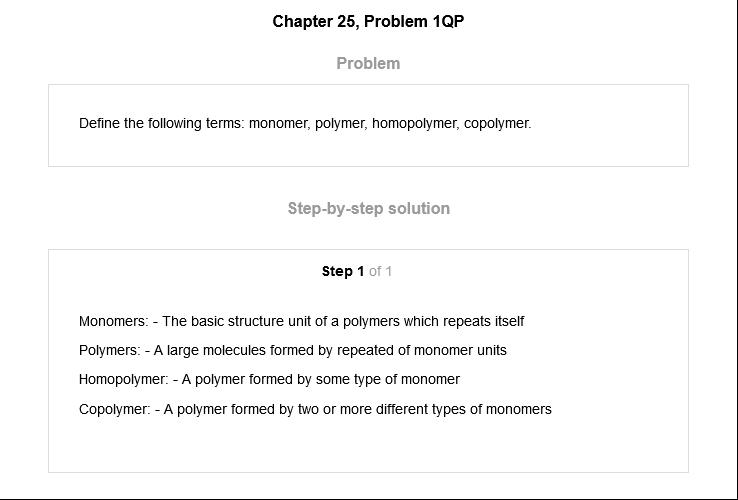 Chapter 25, Problem 1QP
Problem
Define the following terms: monomer, polymer, homopolymer, copolymer.
Step-by-step solution
Step 1 of 1
Monomers: - The basic structure unit of a polymers which repeats itself
Polymers: - A large molecules formed by repeated of monomer units
Homopolymer: - A polymer formed by some type of monomer
Copolymer: - A polymer formed by two or more different types of monomers